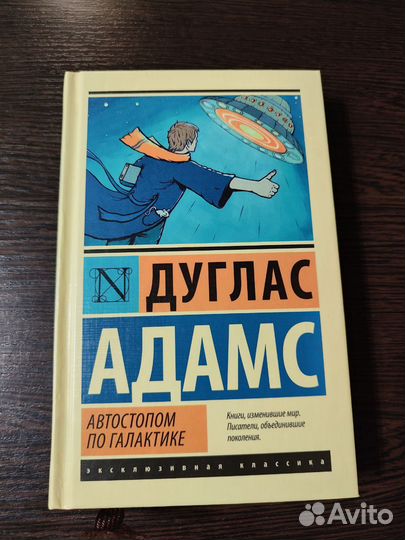 ДУГЛАС
АДАМС
АВТОСТОПОМ
ПО ГАЛАКТИКЕ
Книги, изменившие мир.
Писатели, объединившие
поколения.
эксклюзивная классика
Avito